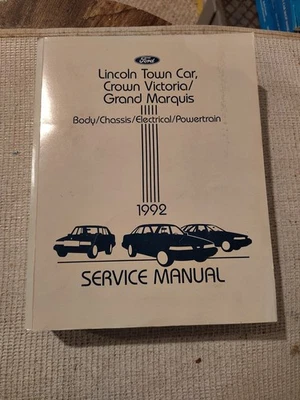 Ford
Lincoln Town Car,
Crown Victoria/
Grand Marquis
Body/Chassis/Electrical/Powertrain
1992
SERVICE MANUAL